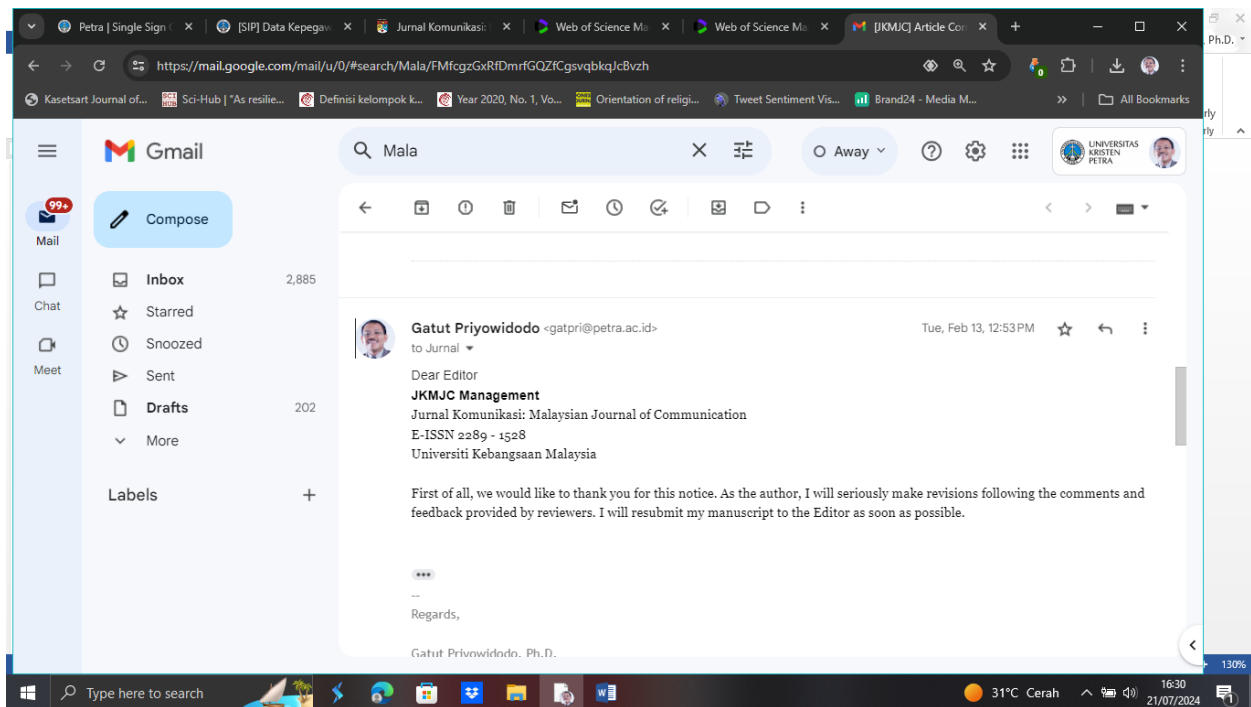 Petra | Single Sign
[SIP] Data Kepegaw
Jurnal Komunikasi:
Web of Science Ma
Web of Science Ma
[JKMJC] Article Con
Ph.D.
https://mail.google.com/mail/u/0/#search/Mala/FMfcgzGxRfDmrfGQZfCgsvqbkqJcBvzh
Kasetsart Journal of...
SCI HUB
Sci-Hub | "As resilie...
Definisi kelompok k...
Year 2020, No. 1, Vo...
Orientation of religi...
Tweet Sentiment Vis...
Brand24 - Media M...
All Bookmarks
rly
rly
Gmail
Mala
Away
UNIVERSITAS
KRISTEN
PETRA
99+
Mail
Compose
Chat
Meet
Inbox 2,885
Starred
Snoozed
Sent
Drafts 202
More
Labels
Gatut Priyowidodo <gatpri@petra.ac.id> Tue, Feb 13, 12:53 PM
to Jurnal
Dear Editor
JKMJC Management
Jurnal Komunikasi: Malaysian Journal of Communication
E-ISSN 2289 - 1528
Universiti Kebangsaan Malaysia
First of all, we would like to thank you for this notice. As the author, I will seriously make revisions following the comments and
feedback provided by reviewers. I will resubmit my manuscript to the Editor as soon as possible.
--
Regards,
Gatut Priyowidodo, Ph.D.
130%
Type here to search
31°C Cerah
16:30
21/07/2024